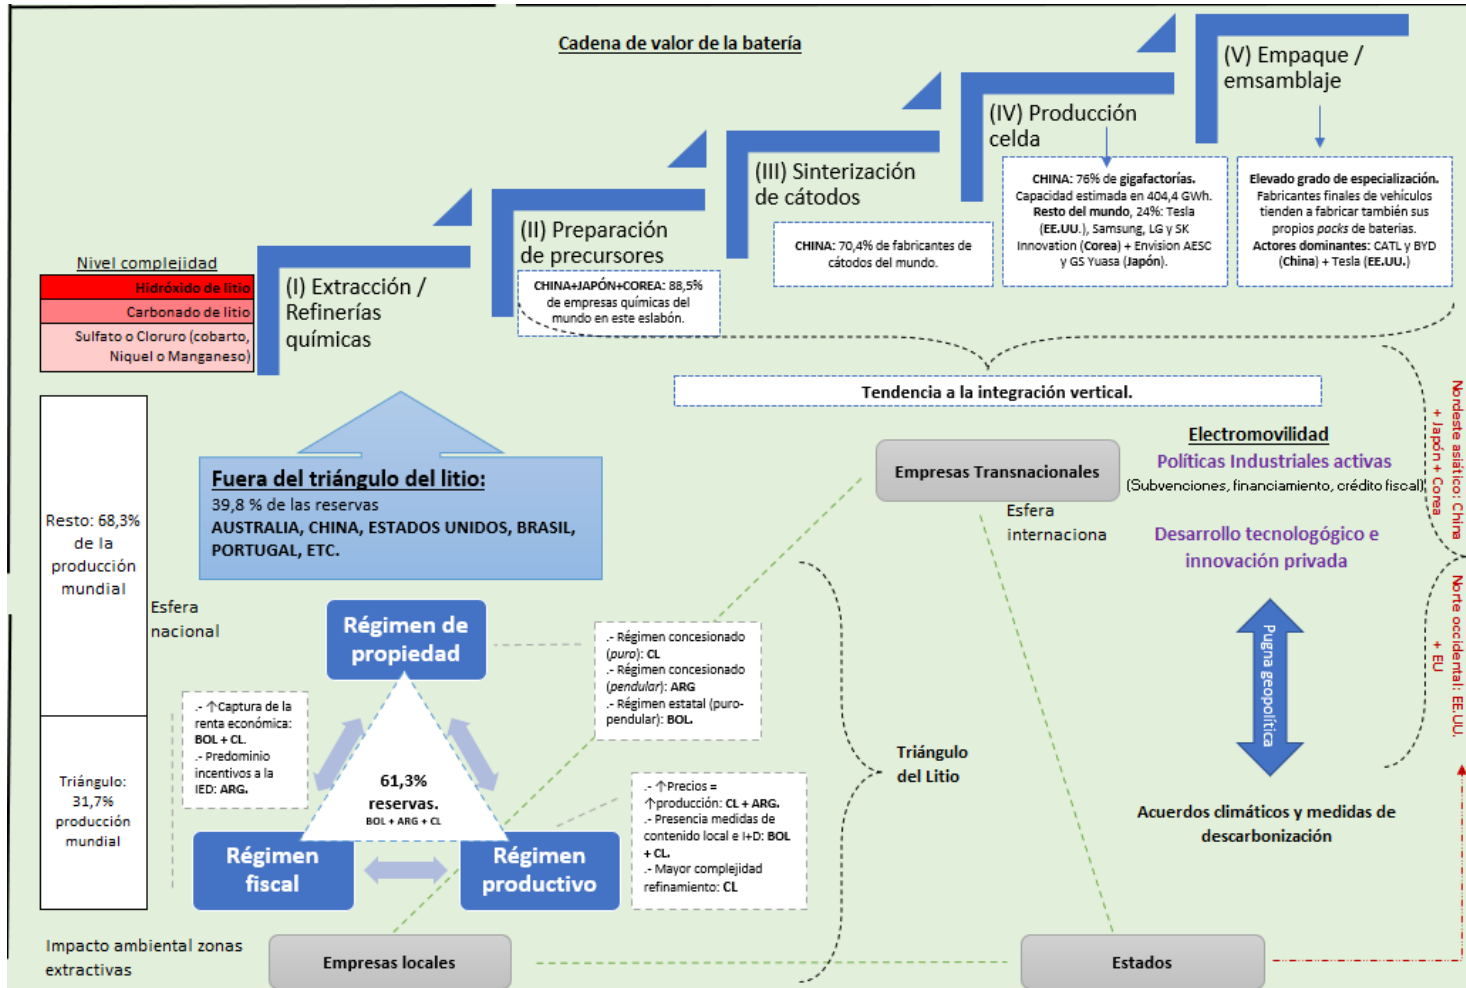 Cadena de valor de la batería
(V) Empaque /
emsamblaje
(IV) Producción
celda
(III) Sinterización
de cátodos
(II) Preparación
de precursores
(I) Extracción /
Refinerías
químicas
Elevado grado de especialización.
Fabricantes finales de vehículos
tienden a fabricar también sus
propios packs de baterias.
Actores dominantes: CATL y BYD
(China) + Tesla (EE.UU.)
CHINA: 76% de gigafactorías.
Capacidad estimada en 404,4 GWh.
Resto del mundo, 24%: Tesla
(EE.UU.), Samsung, LG y SK
Innovation (Corea) + Envision AESC
y GS Yuasa (Japón).
CHINA: 70,4% de fabricantes de
cátodos del mundo.
CHINA+JAPÓN+COREA: 88,5%
de empresas químicas del
mundo en este eslabón.
Nivel complejidad
Hidróxido de litio
Carbonado de litio
Sulfato o Cloruro (cobarto,
Niquel o Manganeso)
Tendencia a la integración vertical.
Resto: 68,3%
de la
producción
mundial
Triángulo:
31,7%
producción
mundial
Esfera
nacional
Fuera del triángulo del litio:
39,8 % de las reservas
AUSTRALIA, CHINA, ESTADOS UNIDOS, BRASIL,
PORTUGAL, ETC.
Empresas Transnacionales
Esfera
internaciona
Electromovilidad
Políticas Industriales activas
(Subvenciones, financiamiento, crédito fiscal)
Desarrollo tecnologógico e
innovación privada
Pugna geopolítica
Acuerdos climáticos y medidas de
descarbonización
Nordeste asiático: China
+ Japón + Corea
Norte occidental: EE.UU.
+ EU
Régimen de
propiedad
.- Régimen concesionado
(puro): CL
.- Régimen concesionado
(pendular): ARG
.- Régimen estatal (puro-
pendular): BOL.
.- ↑Captura de la
renta económica:
BOL + CL.
.- Predominio
incentivos a la
IED: ARG.
61,3%
reservas.
BOL + ARG + CL
.- ↑Precios =
↑producción: CL + ARG.
.- Presencia medidas de
contenido local e I+D: BOL
+ CL.
.- Mayor complejidad
refinamiento: CL
Régimen
fiscal
Régimen
productivo
Triángulo
del Litio
Impacto ambiental zonas
extractivas
Empresas locales
Estados